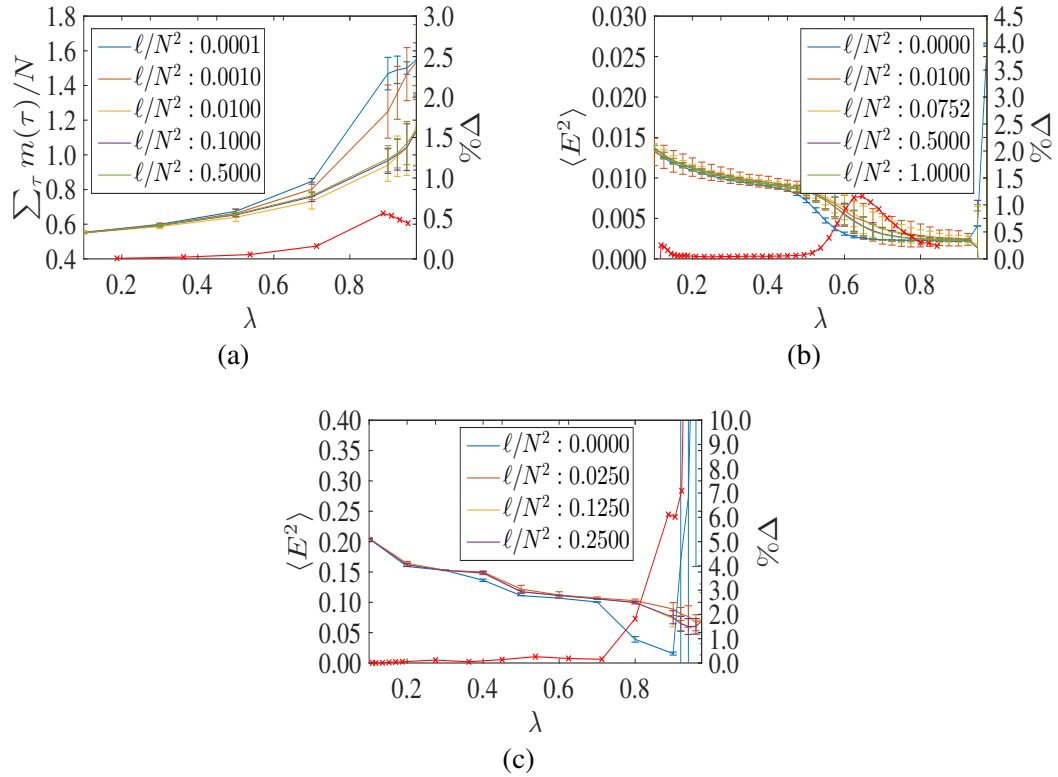 1.8
1.6
1.4
1.2
1.0
0.8
0.6
0.4
∑_τ m(τ)/N
ℓ/N² : 0.0001
ℓ/N² : 0.0010
ℓ/N² : 0.0100
ℓ/N² : 0.1000
ℓ/N² : 0.5000
3.0
2.5
2.0
1.5
1.0
0.5
0.0
%Δ
0.2 0.4 0.6 0.8
λ
(a)
0.030
0.025
0.020
0.015
0.010
0.005
0.000
⟨E²⟩
ℓ/N² : 0.0000
ℓ/N² : 0.0100
ℓ/N² : 0.0752
ℓ/N² : 0.5000
ℓ/N² : 1.0000
4.5
4.0
3.5
3.0
2.5
2.0
1.5
1.0
0.5
0.0
%Δ
0.2 0.4 0.6 0.8
λ
(b)
0.40
0.35
0.30
0.25
0.20
0.15
0.10
0.05
0.00
⟨E²⟩
ℓ/N² : 0.0000
ℓ/N² : 0.0250
ℓ/N² : 0.1250
ℓ/N² : 0.2500
10.0
9.0
8.0
7.0
6.0
5.0
4.0
3.0
2.0
1.0
0.0
%Δ
0.2 0.4 0.6 0.8
λ
(c)